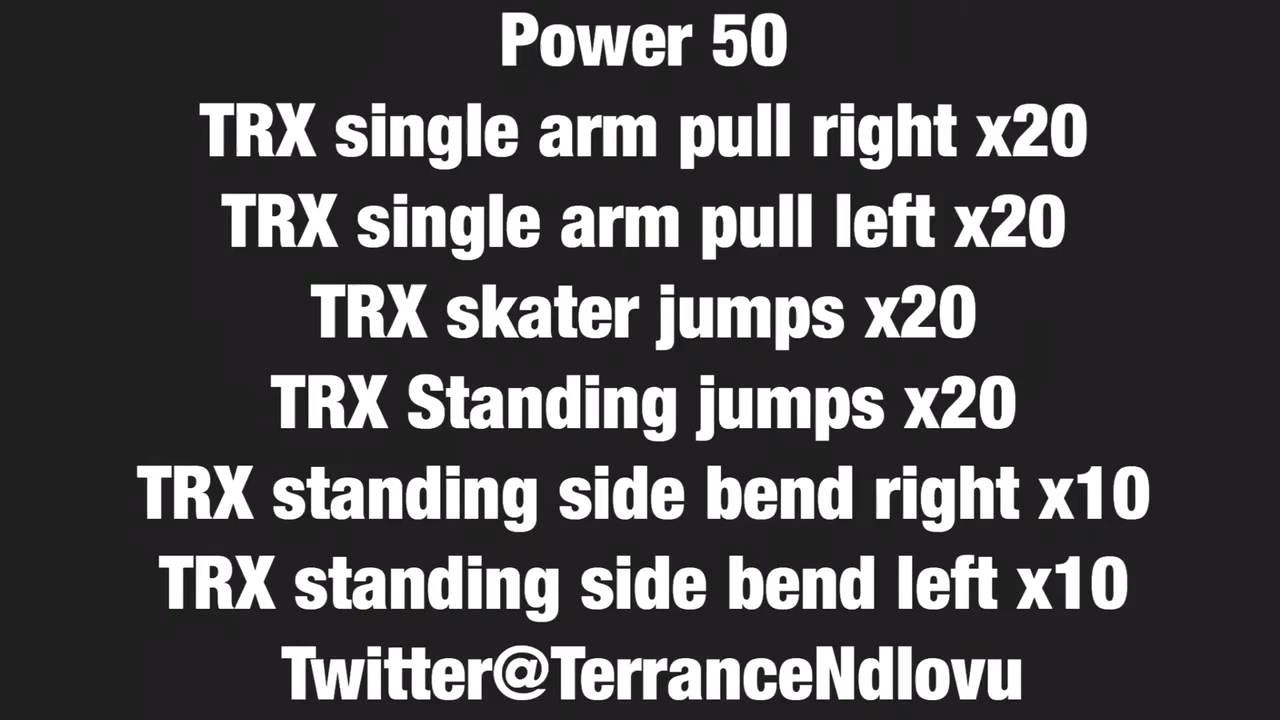 Power 50
TRX single arm pull right x20
TRX single arm pull left x20
TRX skater jumps x20
TRX Standing jumps x20
TRX standing side bend right x10
TRX standing side bend left x10
Twitter@TerranceNdlovu